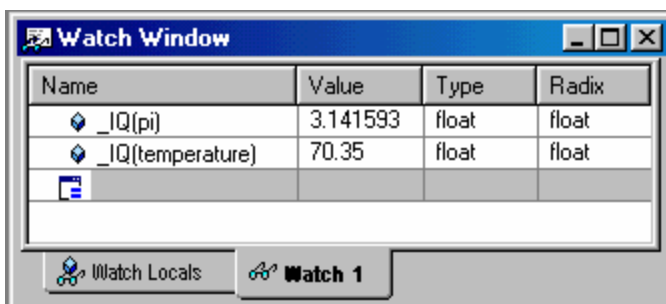 Watch Window
Name Value Type Radix
_IQ(pi) 3.141593 float float
_IQ(temperature) 70.35 float float
Watch Locals Watch 1